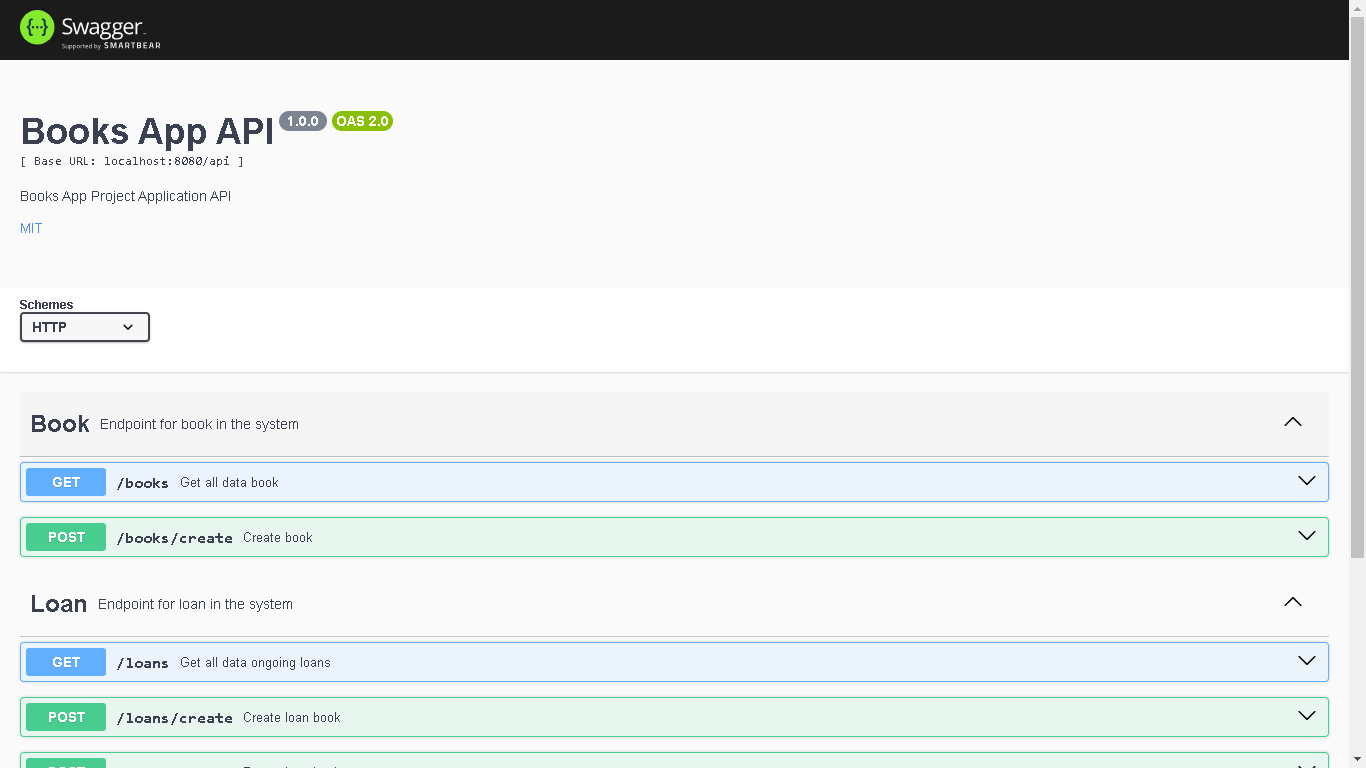 Swagger
Supported by SMARTBEAR
Books App API 1.0.0 OAS 2.0
[ Base URL: localhost:8080/api ]
Books App Project Application API
MIT
Schemes
HTTP
Book Endpoint for book in the system
GET /books Get all data book
POST /books/create Create book
Loan Endpoint for loan in the system
GET /loans Get all data ongoing loans
POST /loans/create Create loan book